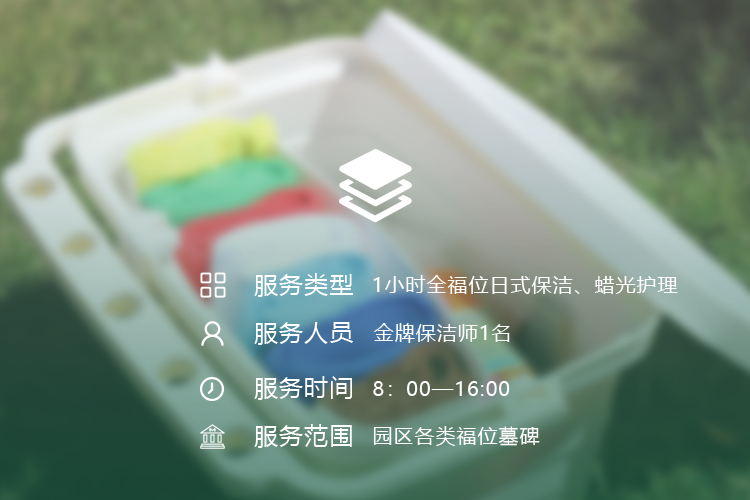 服务类型 1小时全福位日式保洁、蜡光护理
服务人员 金牌保洁师1名
服务时间 8：00—16:00
服务范围 园区各类福位墓碑